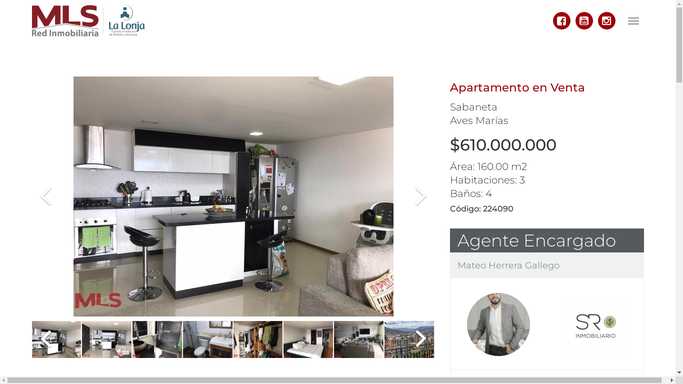 MLS
Red Inmobiliaria
La Lonja
Apartamento en Venta
Sabaneta
Aves Marías
$610.000.000
Área: 160.00 m2
Habitaciones: 3
Baños: 4
Código: 224090
MLS
Agente Encargado
Mateo Herrera Gallego
SR
INMOBILIARIO